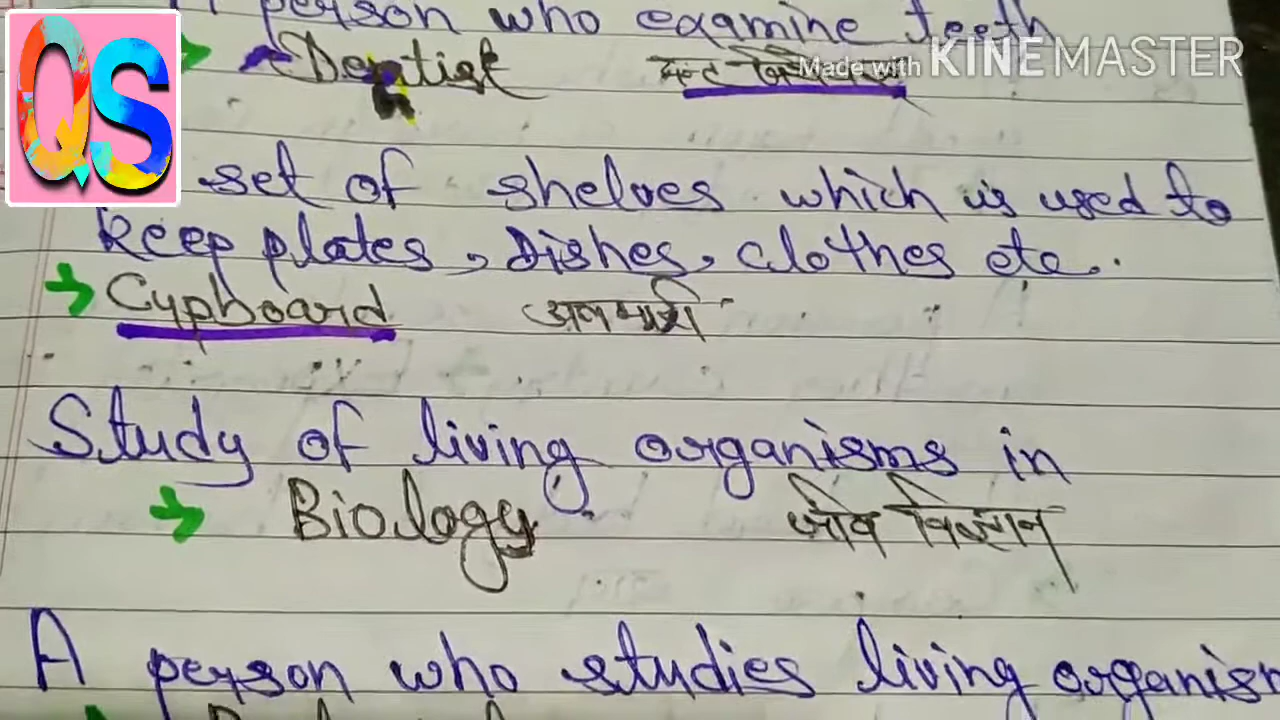 person who examine teeth
Dentist
Made with KINEMASTER
QS
set of shelves which is used to
keep plates, Dishes, clothes etc.
→ Cupboard अलमारी
Study of living organisms in
→ Biology जीव विज्ञान
A person who studies living organism